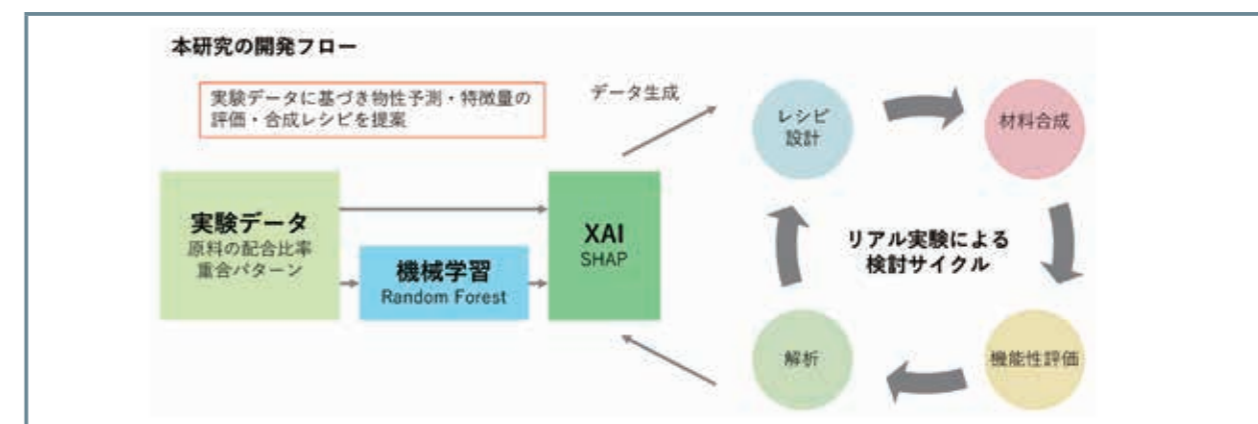 本研究の開発フロー
実験データに基づき物性予測・特徴量の
評価・合成レシピを提案
データ生成
実験データ
原料の配合比率
重合パターン
機械学習
Random Forest
XAI
SHAP
レシピ
設計
材料合成
リアル実験による
検討サイクル
解析
機能性評価